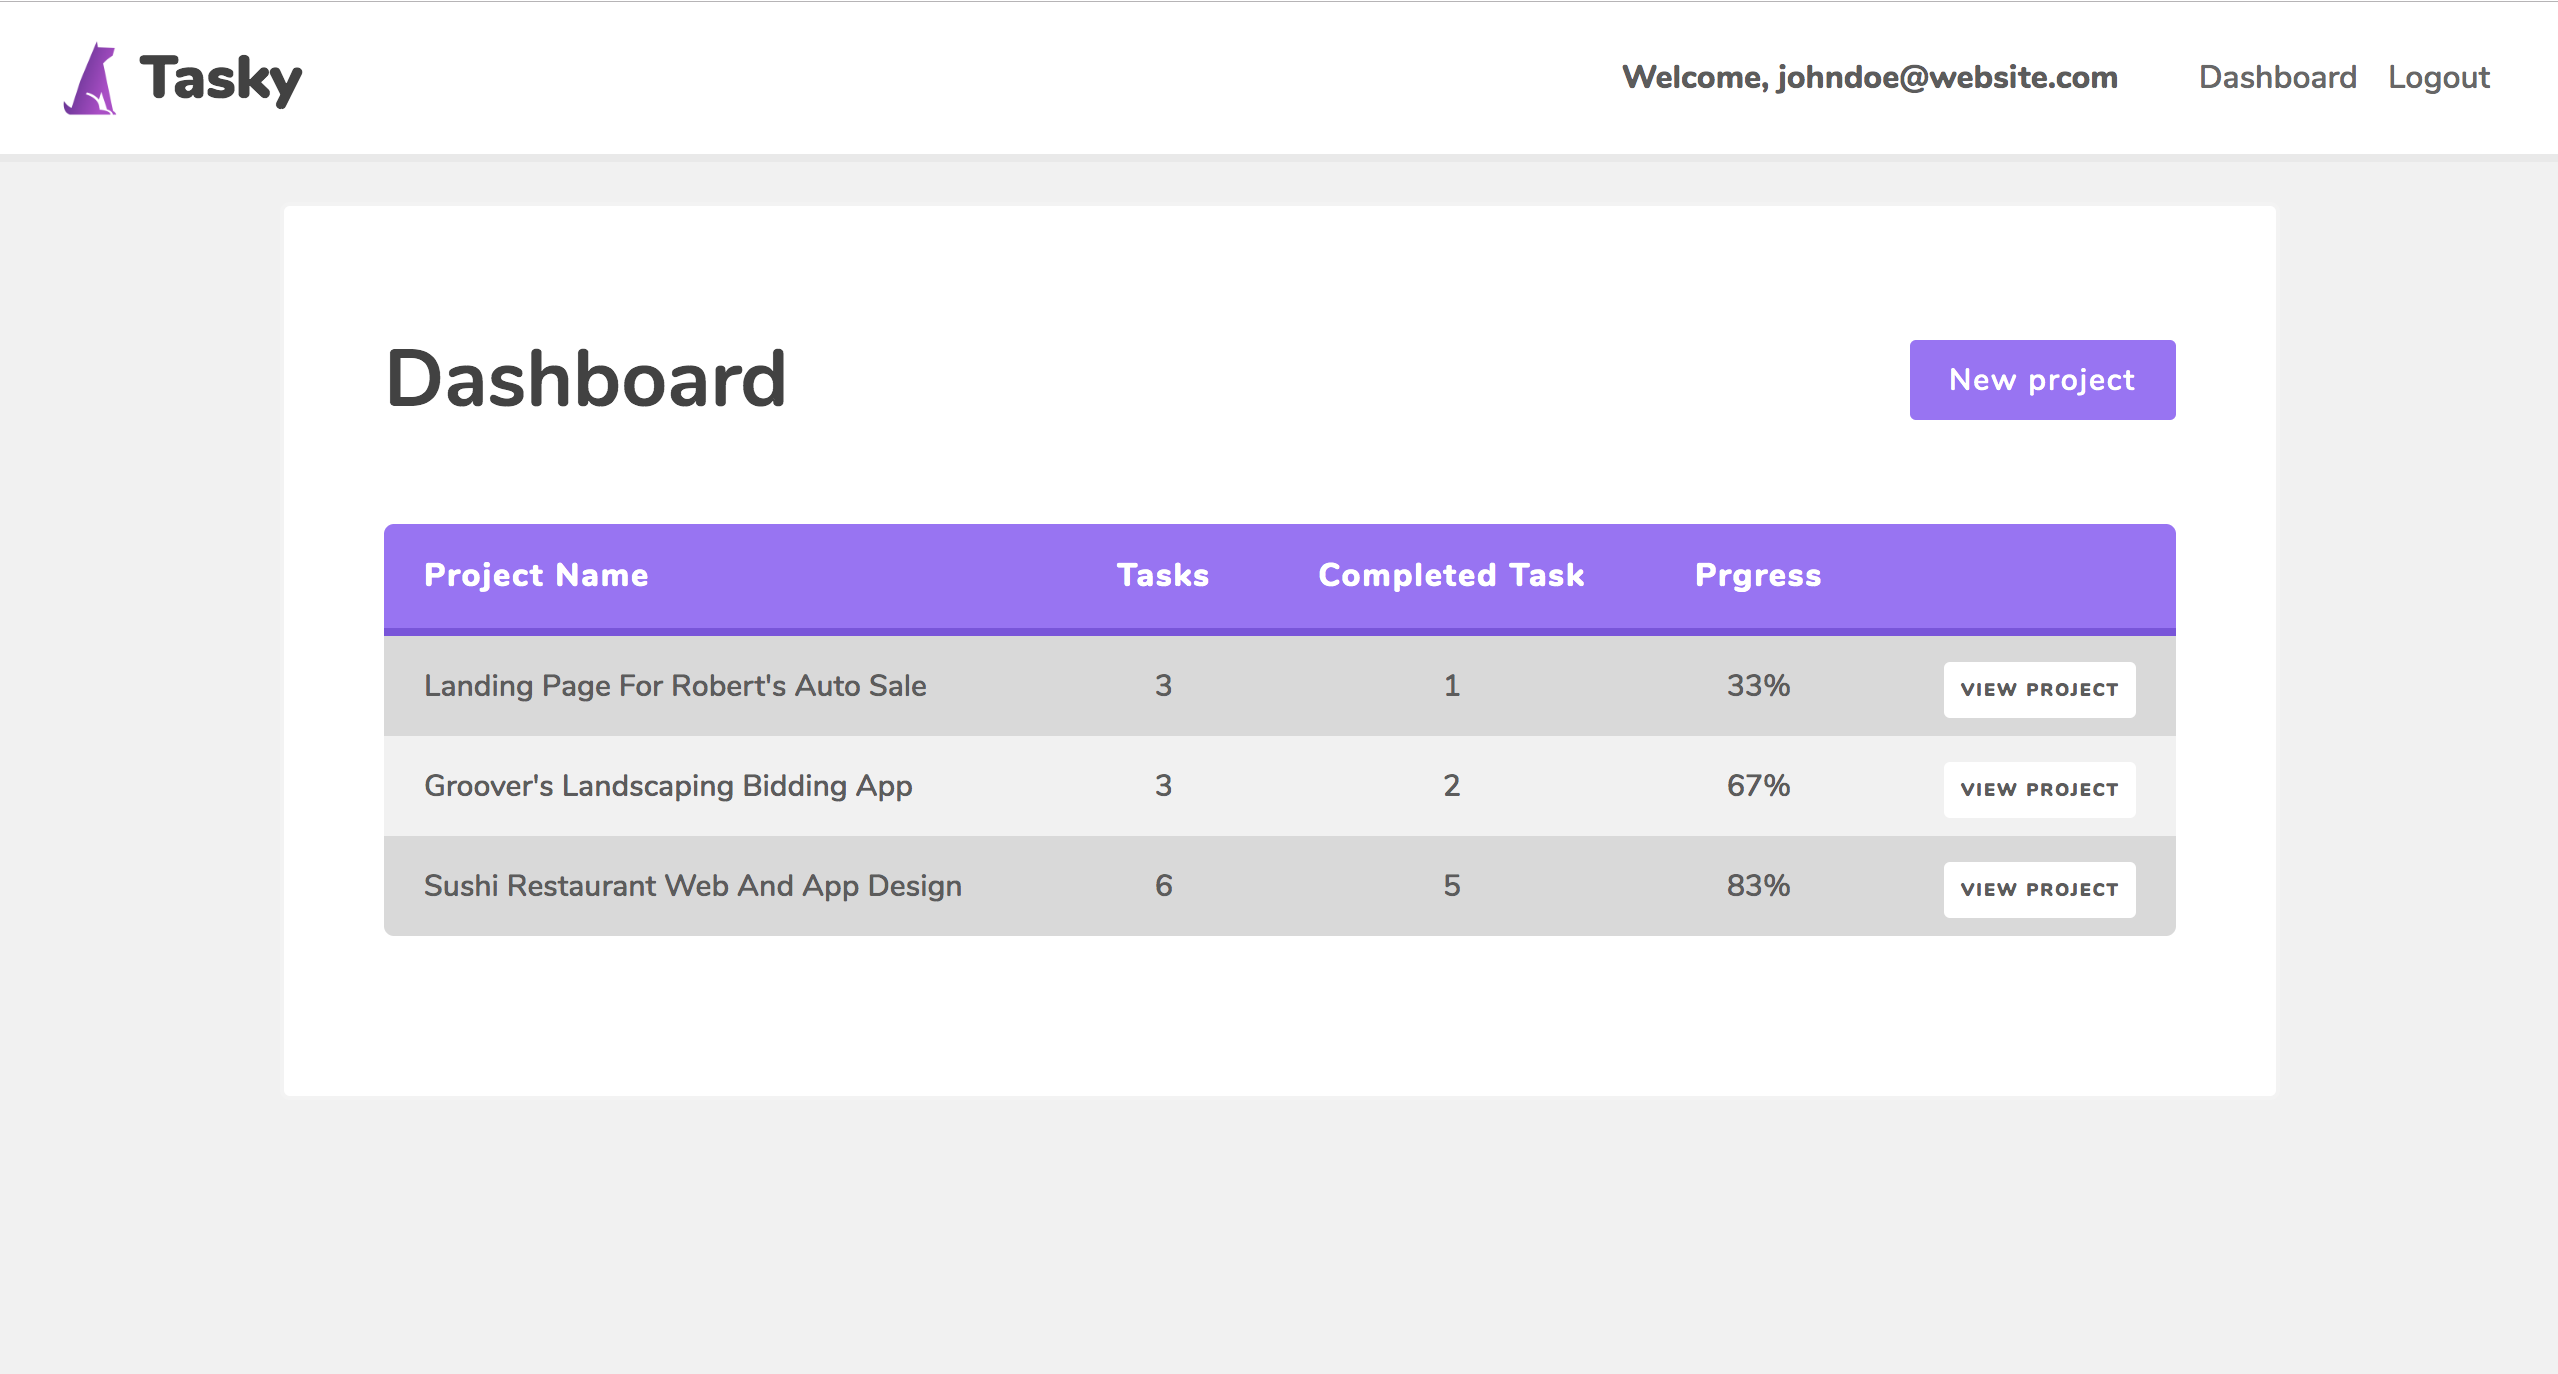 Tasky
Welcome, johndoe@website.com Dashboard Logout
Dashboard
New project
Project Name Tasks Completed Task Prgress
Landing Page For Robert's Auto Sale 3 1 33% VIEW PROJECT
Groover's Landscaping Bidding App 3 2 67% VIEW PROJECT
Sushi Restaurant Web And App Design 6 5 83% VIEW PROJECT